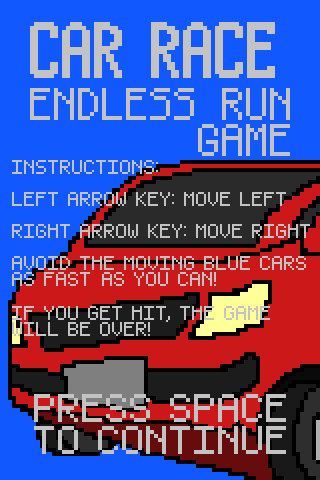 CAR RACE
ENDLESS RUN
GAME
INSTRUCTIONS:
LEFT ARROW KEY: MOVE LEFT
RIGHT ARROW KEY: MOVE RIGHT
AVOID THE MOVING BLUE CARS
AS FAST AS YOU CAN!
IF YOU GET HIT, THE GAME
WILL BE OVER!
PRESS SPACE
TO CONTINUE